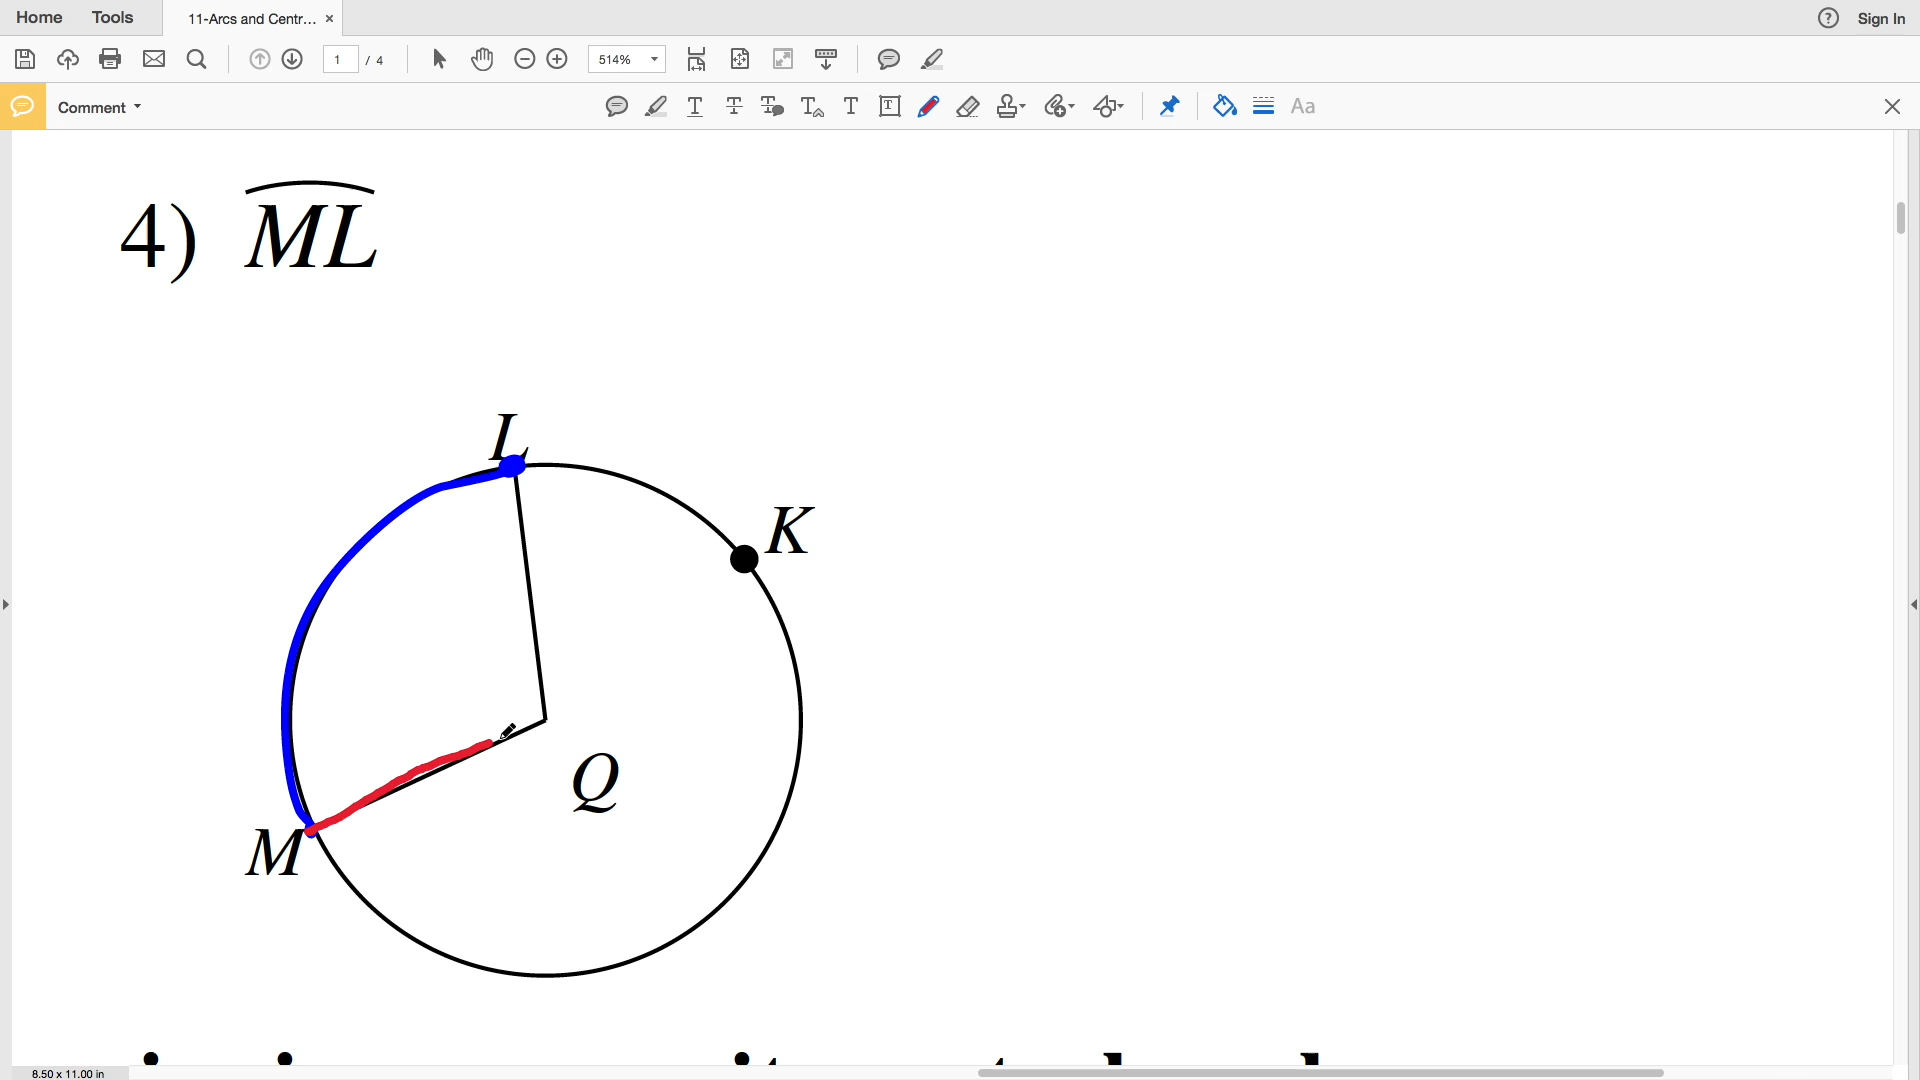 Home Tools 11-Arcs and Centr... × ? Sign In
1 / 4 514%
Comment T T T T T T Aa
4) ML
L
K
Q
M
8.50 x 11.00 in